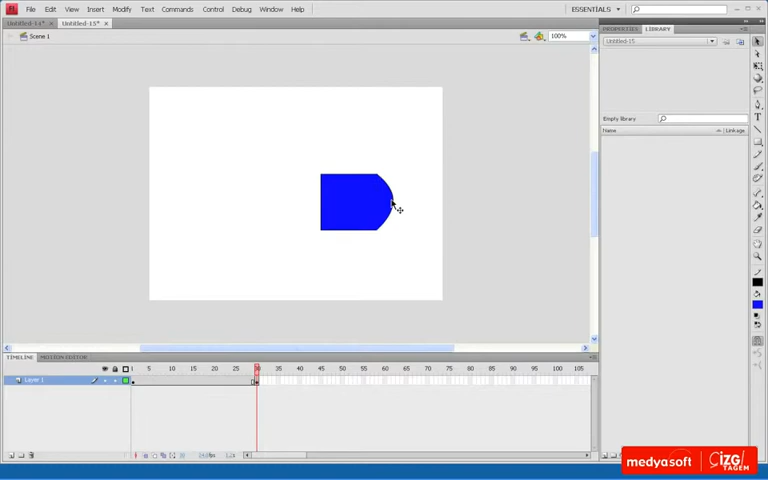 File Edit View Insert Modify Text Commands Control Debug Window Help ESSENTIALS
Untitled-14* × Untitled-15* ×
PROPERTIES LIBRARY
Scene 1 100%
Untitled-15
Empty library
Name Linkage
TIMELINE MOTION EDITOR
1 5 10 15 20 25 30 35 40 45 50 55 60 65 70 75 80 85 90 95 100 105
Layer 1
medyasoft ÇİZGİ TAGEM